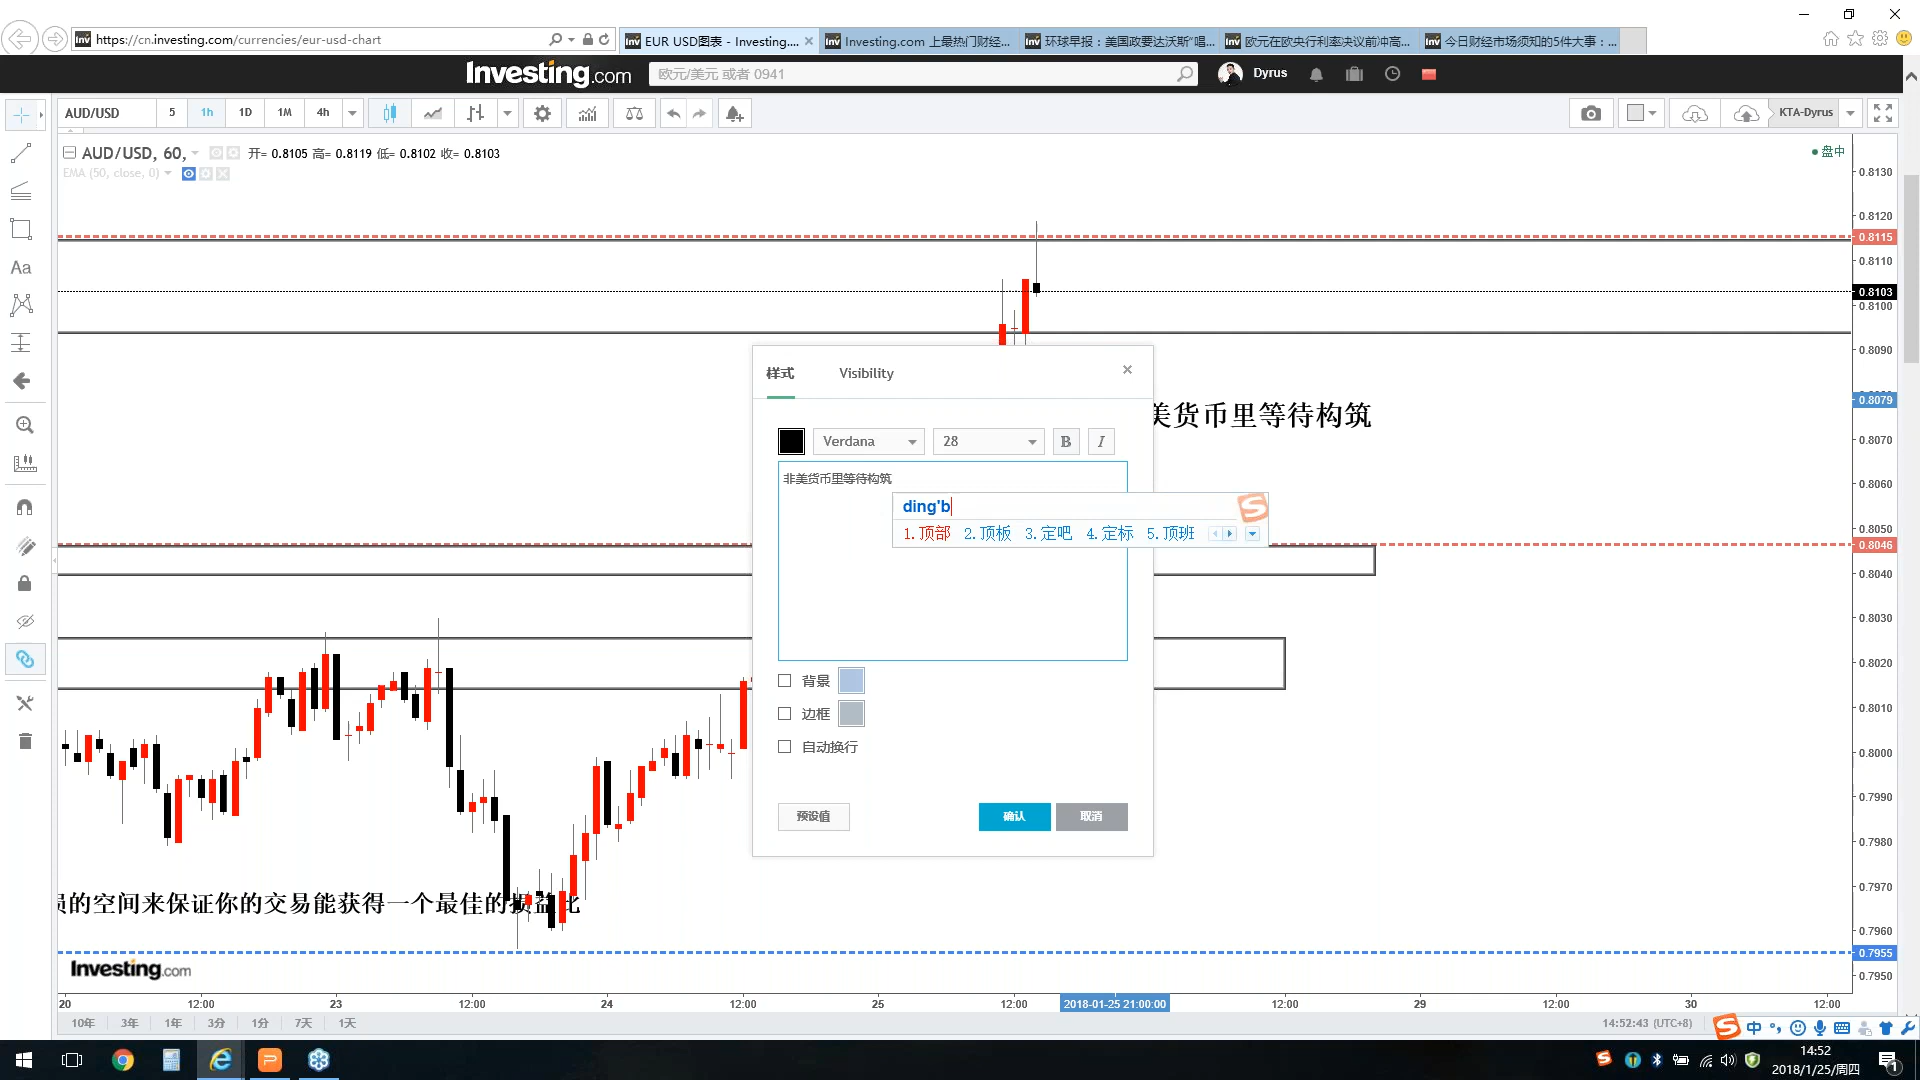 https://cn.investing.com/currencies/eur-usd-chart
EUR USD图表 - Investing....
Investing.com 上最热门财经...
环球早报：美国政要达沃斯“唱...
欧元在欧央行利率决议前冲高...
今日财经市场须知的5件大事：...
Investing.com
欧元/美元 或者 0941
Dyrus
AUD/USD
5
1h
1D
1M
4h
KTA-Dyrus
AUD/USD, 60,
开= 0.8105 高= 0.8119 低= 0.8102 收= 0.8103
盘中
EMA (50, close, 0)
0.8130
0.8120
0.8115
0.8110
0.8103
0.8100
0.8090
0.8079
0.8070
0.8060
0.8050
0.8046
0.8040
0.8030
0.8020
0.8010
0.8000
0.7990
0.7980
0.7970
0.7960
0.7955
0.7950
Aa
样式
Visibility
Verdana
28
B
I
美货币里等待构筑
非美货币里等待构筑
ding'b
1.顶部 2.顶板 3.定吧 4.定标 5.顶班
背景
边框
自动换行
预设值
确认
取消
损的空间来保证你的交易能获得一个最佳的损益比
Investing.com
20
12:00
23
12:00
24
12:00
25
12:00
2018-01-25 21:00:00
12:00
29
12:00
30
12:00
10年
3年
1年
3分
1分
7天
1天
14:52:43 (UTC+8)
中
14:52
2018/1/25/周四
1